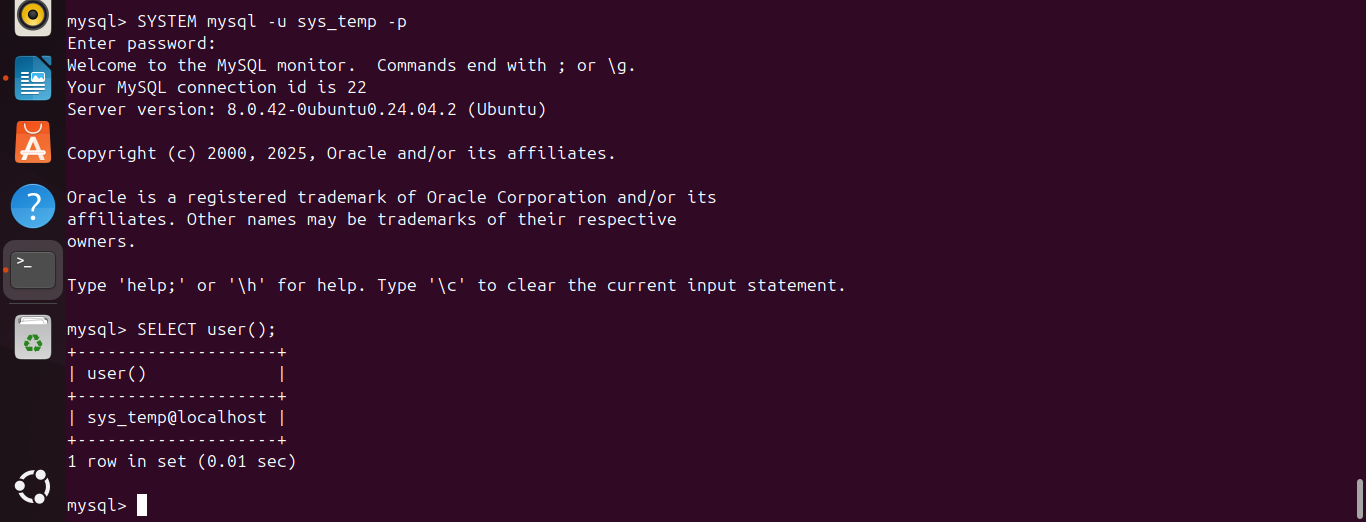 mysql> SYSTEM mysql -u sys_temp -p
Enter password:
Welcome to the MySQL monitor.  Commands end with ; or \g.
Your MySQL connection id is 22
Server version: 8.0.42-0ubuntu0.24.04.2 (Ubuntu)

Copyright (c) 2000, 2025, Oracle and/or its affiliates.

Oracle is a registered trademark of Oracle Corporation and/or its
affiliates. Other names may be trademarks of their respective
owners.

Type 'help;' or '\h' for help. Type '\c' to clear the current input statement.

mysql> SELECT user();
+--------------------+
| user()             |
+--------------------+
| sys_temp@localhost |
+--------------------+
1 row in set (0.01 sec)

mysql>